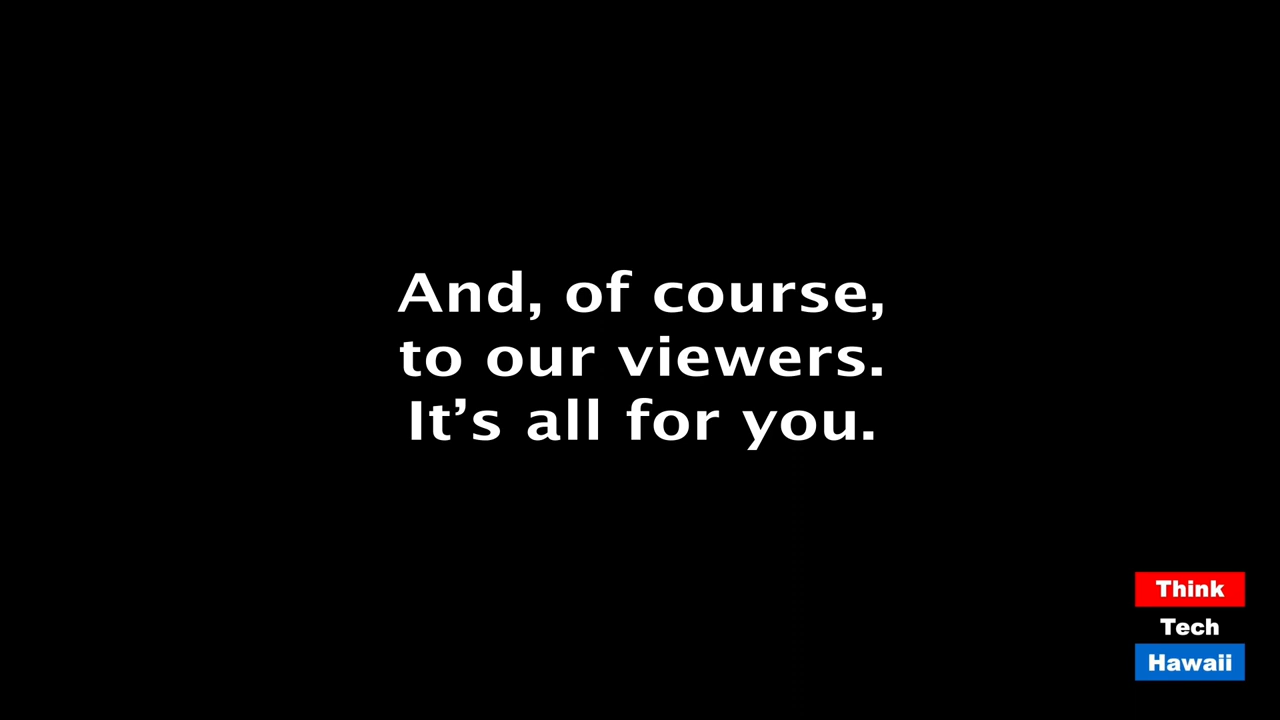 And, of course,
to our viewers.
It’s all for you.
Think
Tech
Hawaii